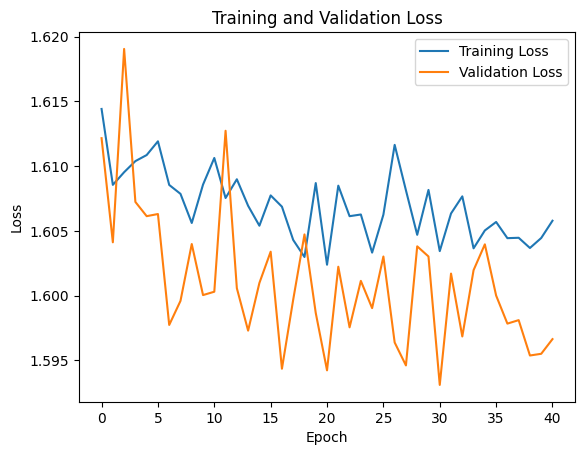 Training and Validation Loss
Training Loss
Validation Loss
1.620
1.615
1.610
1.605
1.600
1.595
Loss
0 5 10 15 20 25 30 35 40
Epoch